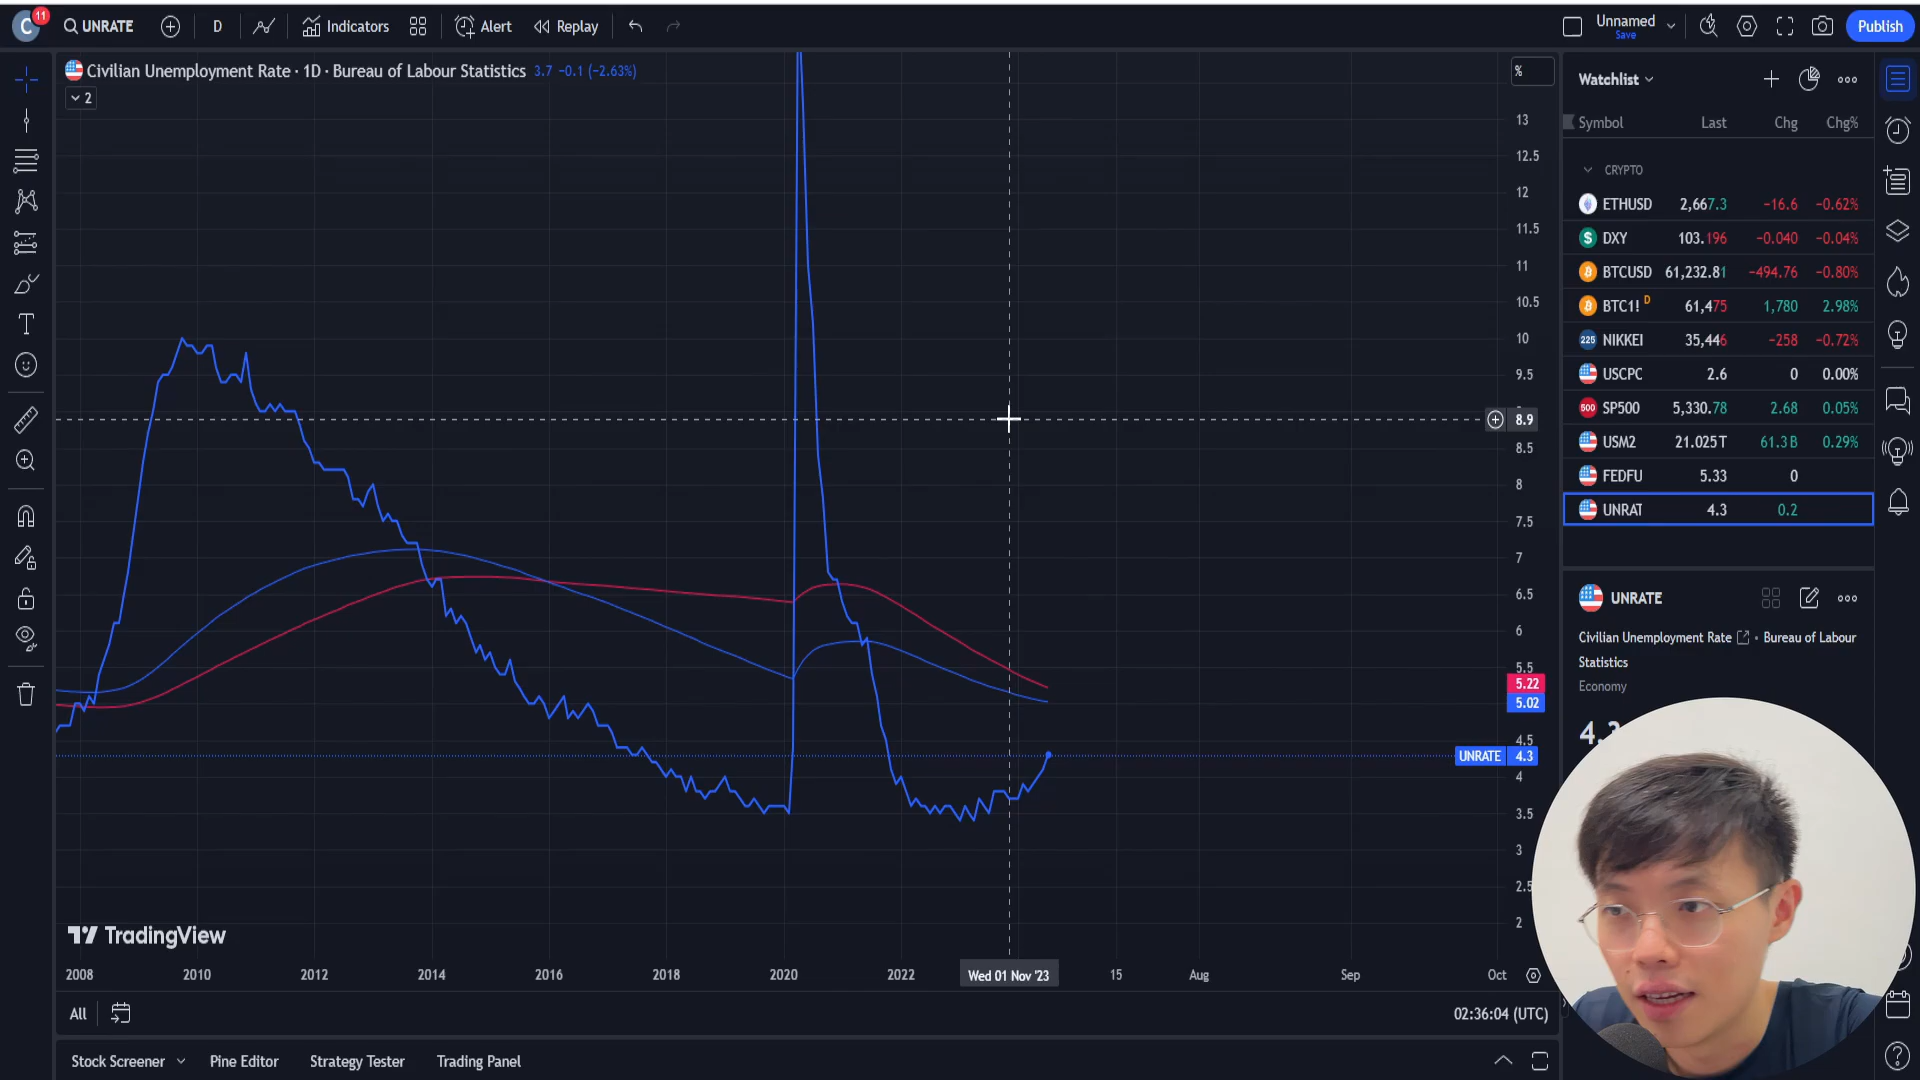 C 11 UNRATE D Indicators Alert Replay Unnamed Save Publish
Civilian Unemployment Rate · 1D · Bureau of Labour Statistics 3.7 −0.1 (−2.63%)
2
%
13
12.5
12
11.5
11
10.5
10
9.5
8.9
8.5
8
7.5
7
6.5
6
5.5
5.22
5.02
4.5
UNRATE 4.3
4
3.5
3
2.5
2
TradingView
2008 2010 2012 2014 2016 2018 2020 2022 Wed 01 Nov '23 15 Aug Sep Oct
All 02:36:04 (UTC)
Stock Screener Pine Editor Strategy Tester Trading Panel
Watchlist
Symbol Last Chg Chg%
CRYPTO
ETHUSD 2,667.3 −16.6 −0.62%
$ DXY 103.196 −0.040 −0.04%
BTCUSD 61,232.81 −494.76 −0.80%
BTC1! D 61,475 1,780 2.98%
225 NIKKEI 35,446 −258 −0.72%
USCPC 2.6 0 0.00%
500 SP500 5,330.78 2.68 0.05%
USM2 21.025T 61.3B 0.29%
FEDFU 5.33 0
UNRAT 4.3 0.2
UNRATE
Civilian Unemployment Rate • Bureau of Labour
Statistics
Economy
4.3